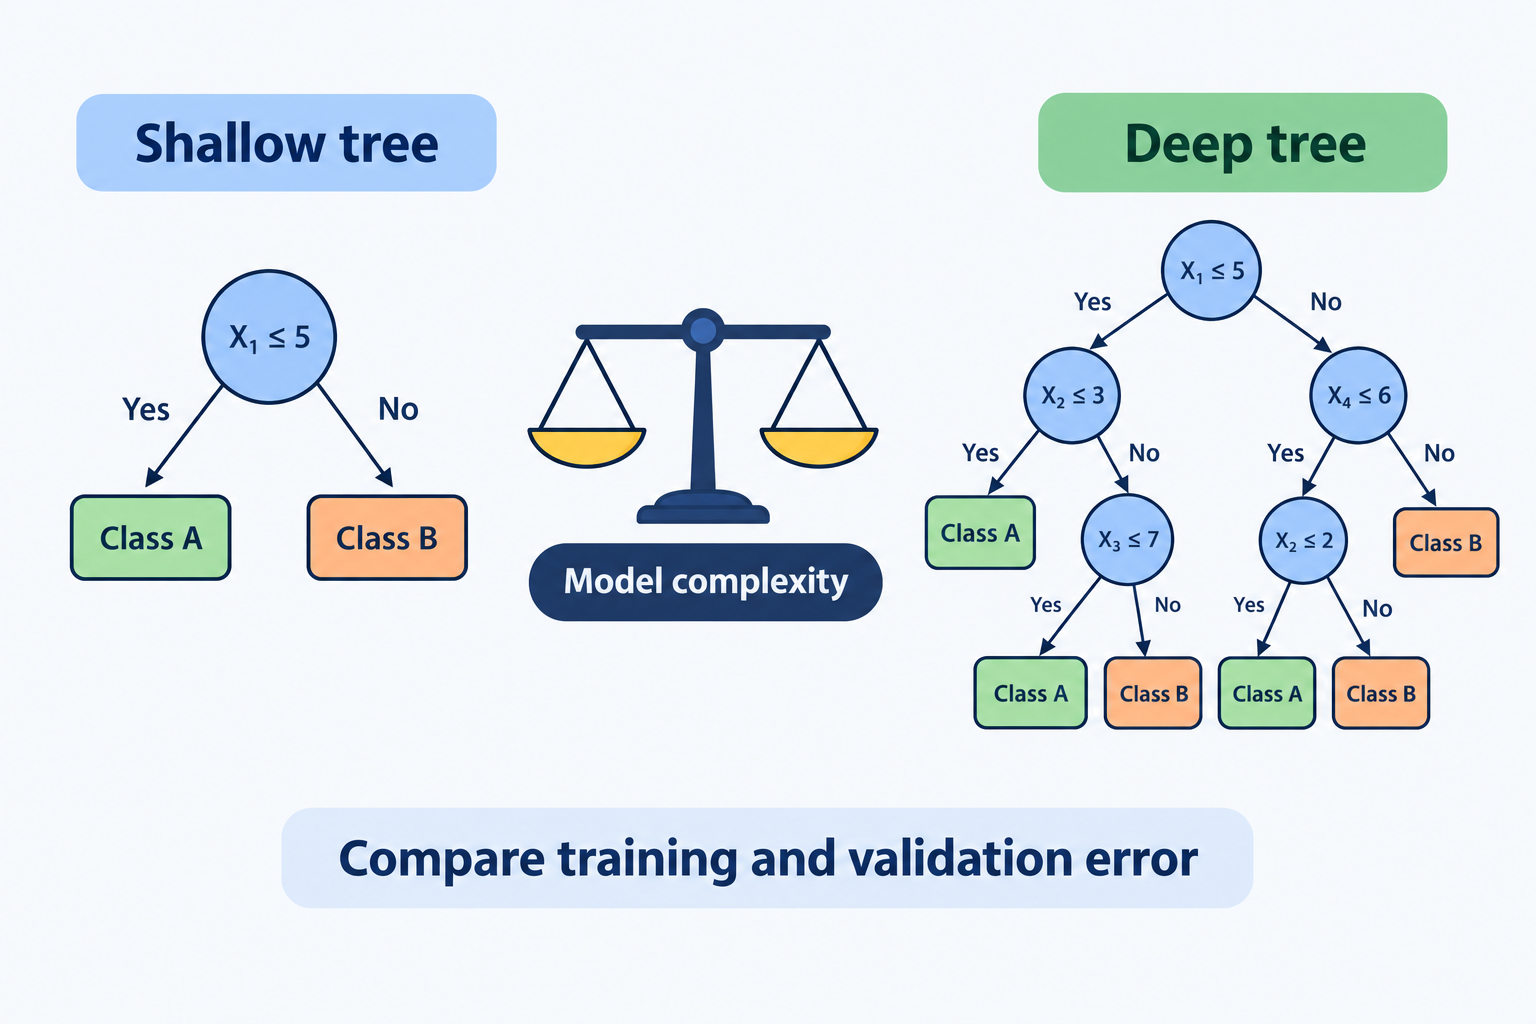 Shallow tree
Deep tree
X₁ ≤ 5
Yes
No
Class A
Class B
Model complexity
X₁ ≤ 5
Yes
No
X₂ ≤ 3
X₄ ≤ 6
Yes
No
Yes
No
Class A
X₃ ≤ 7
X₂ ≤ 2
Class B
Yes
No
Yes
No
Class A
Class B
Class A
Class B
Compare training and validation error